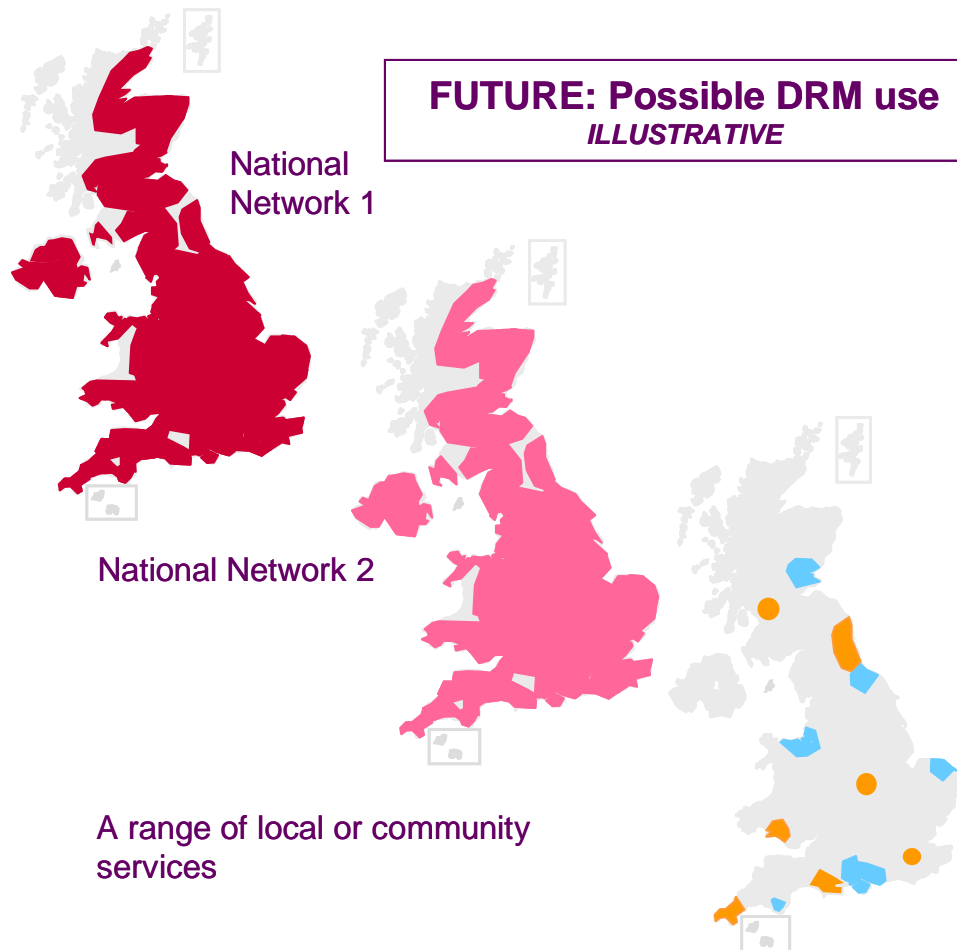 FUTURE: Possible DRM use
ILLUSTRATIVE
National
Network 1
National Network 2
A range of local or community
services